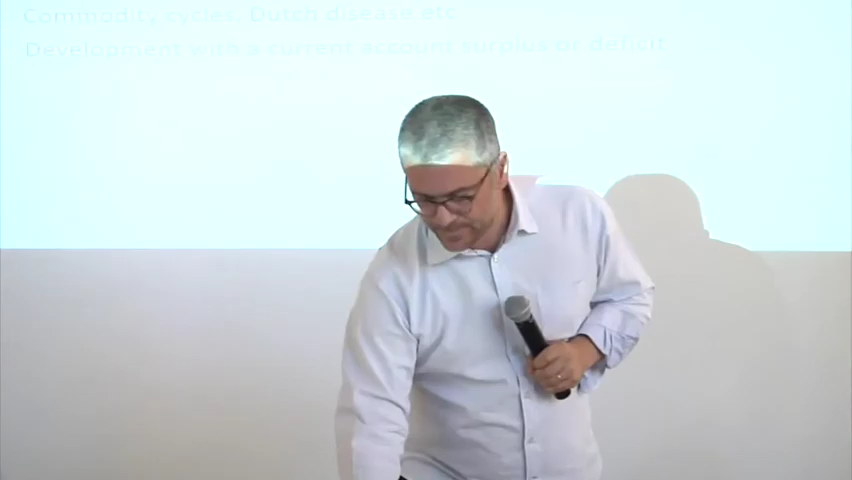 Commodity cycles, Dutch disease etc
Development with a current account surplus or deficit